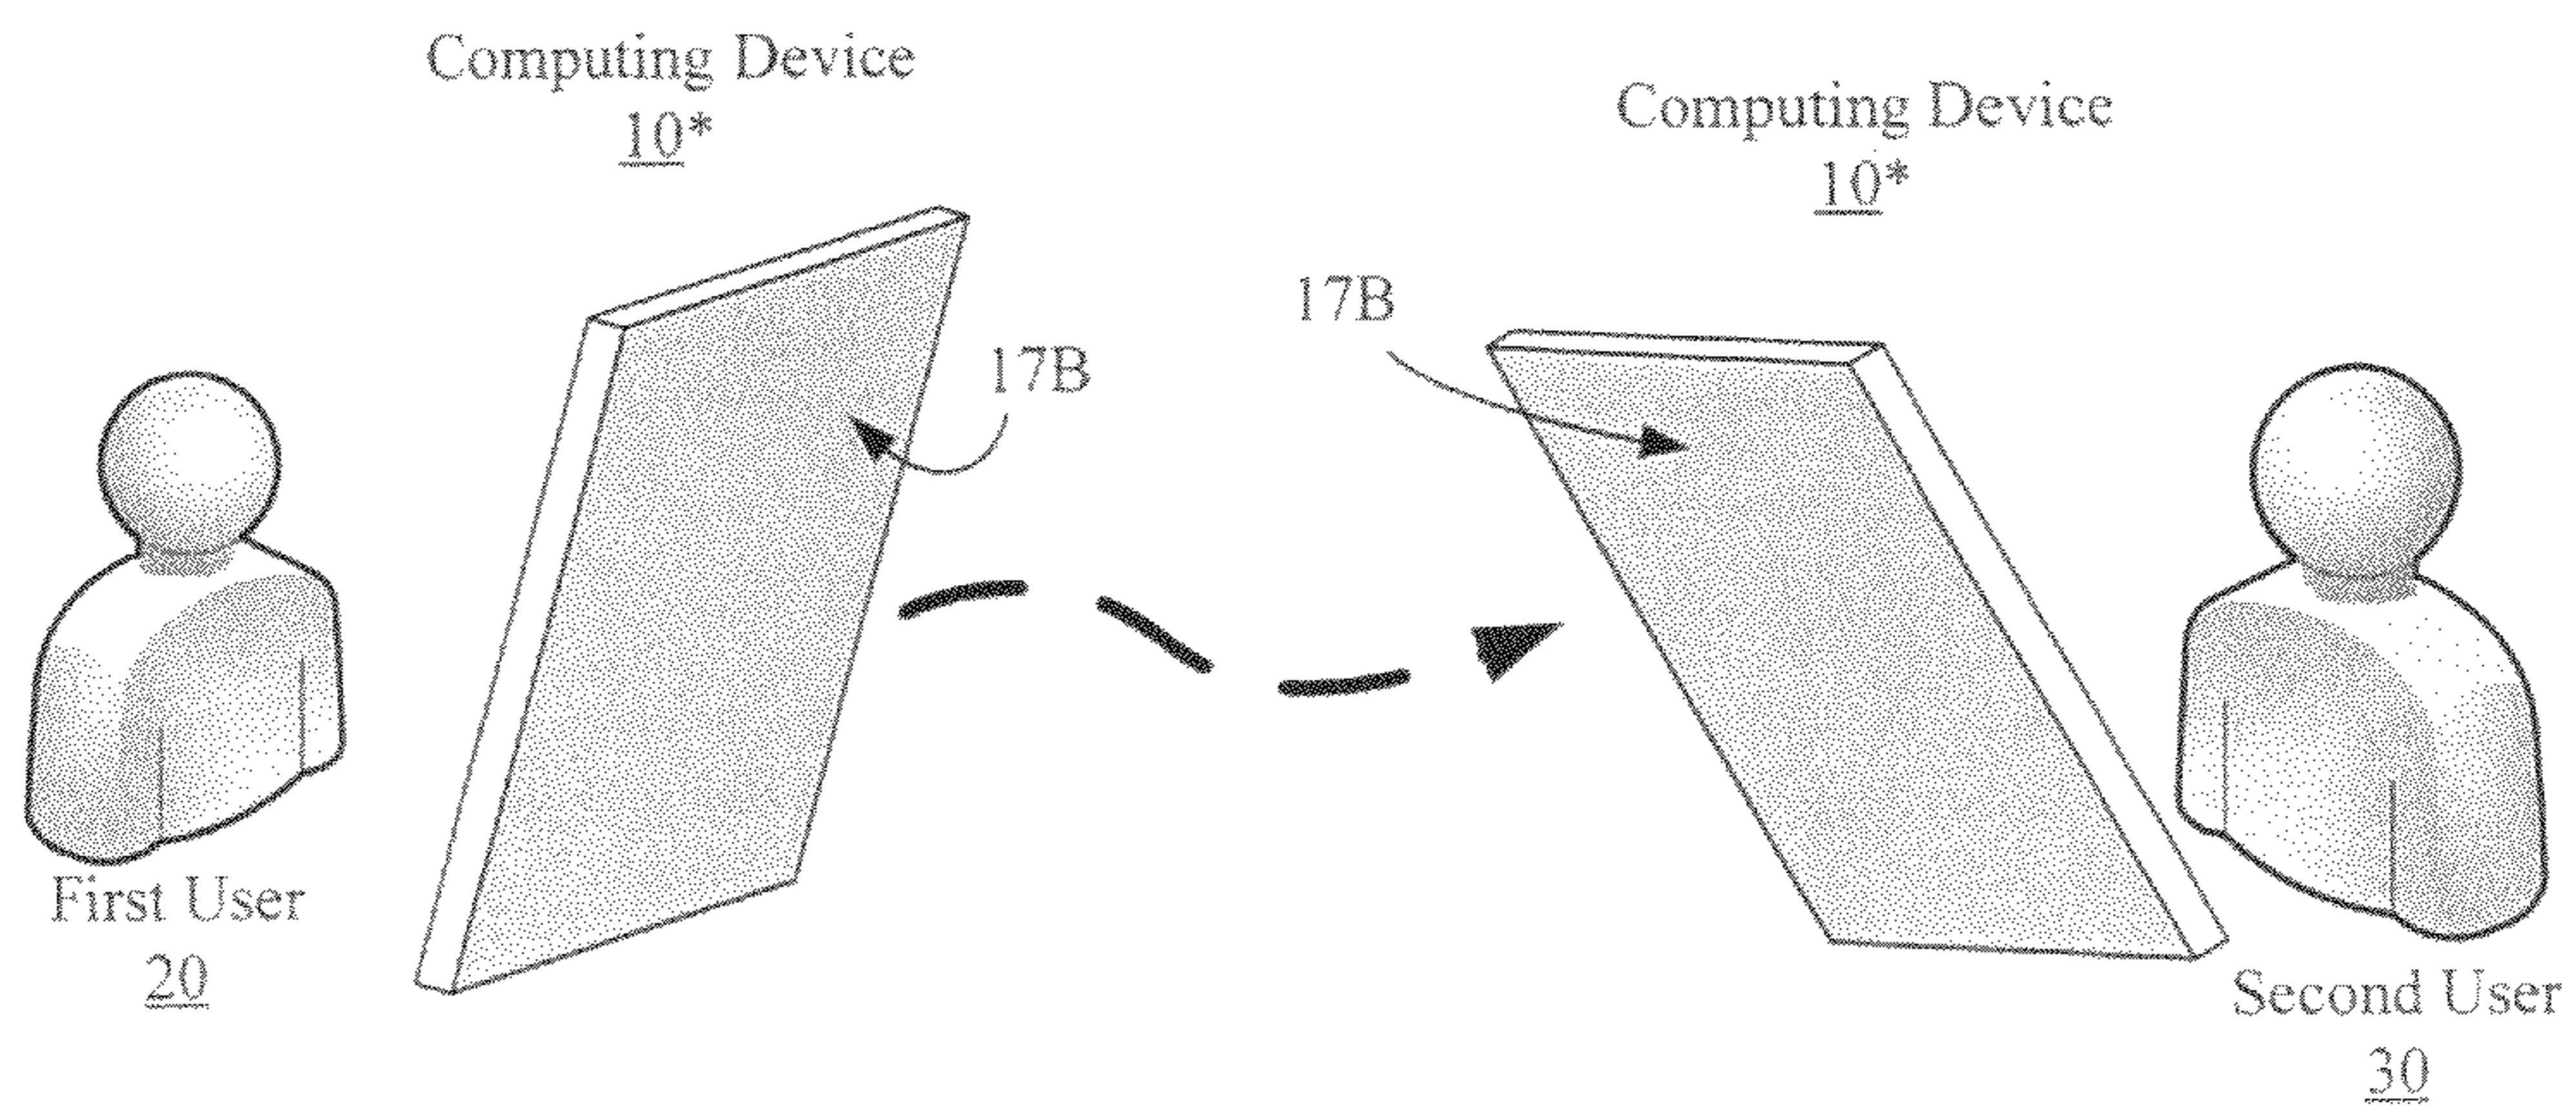 Computing Device
10*
Computing Device
10*
17B
17B
First User
20
Second User
30